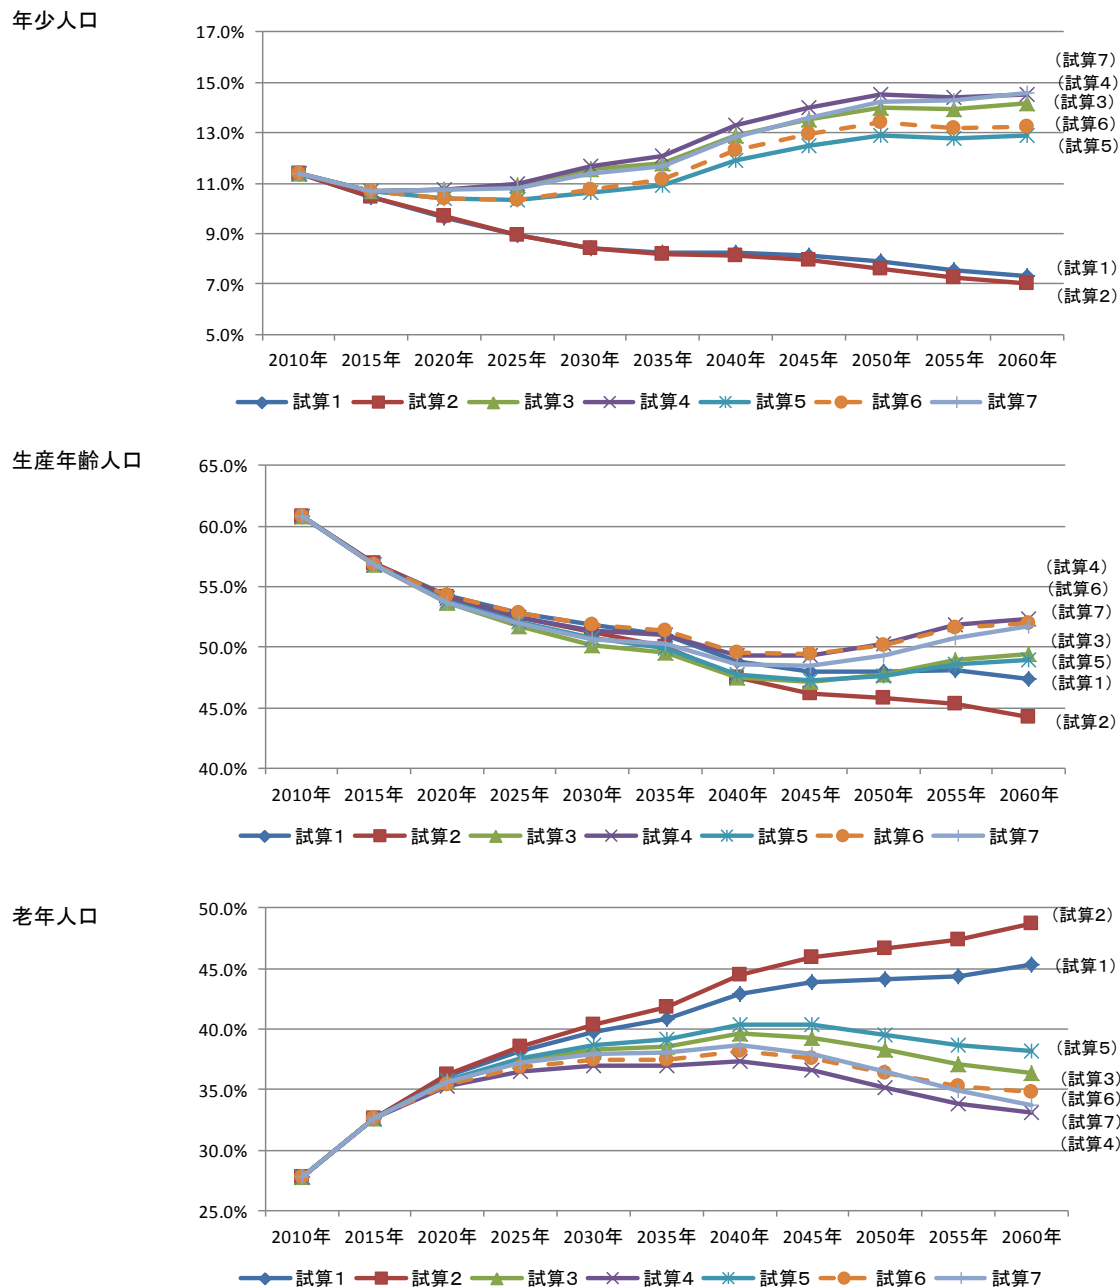 年少人口
17.0%
15.0%
13.0%
11.0%
9.0%
7.0%
5.0%
(試算7)
(試算4)
(試算3)
(試算6)
(試算5)
(試算1)
(試算2)
2010年 2015年 2020年 2025年 2030年 2035年 2040年 2045年 2050年 2055年 2060年
試算1 試算2 試算3 試算4 試算5 試算6 試算7
生産年齢人口
65.0%
60.0%
55.0%
50.0%
45.0%
40.0%
(試算4)
(試算6)
(試算7)
(試算3)
(試算5)
(試算1)
(試算2)
2010年 2015年 2020年 2025年 2030年 2035年 2040年 2045年 2050年 2055年 2060年
試算1 試算2 試算3 試算4 試算5 試算6 試算7
老年人口
50.0%
45.0%
40.0%
35.0%
30.0%
25.0%
(試算2)
(試算1)
(試算5)
(試算3)
(試算6)
(試算7)
(試算4)
2010年 2015年 2020年 2025年 2030年 2035年 2040年 2045年 2050年 2055年 2060年
試算1 試算2 試算3 試算4 試算5 試算6 試算7